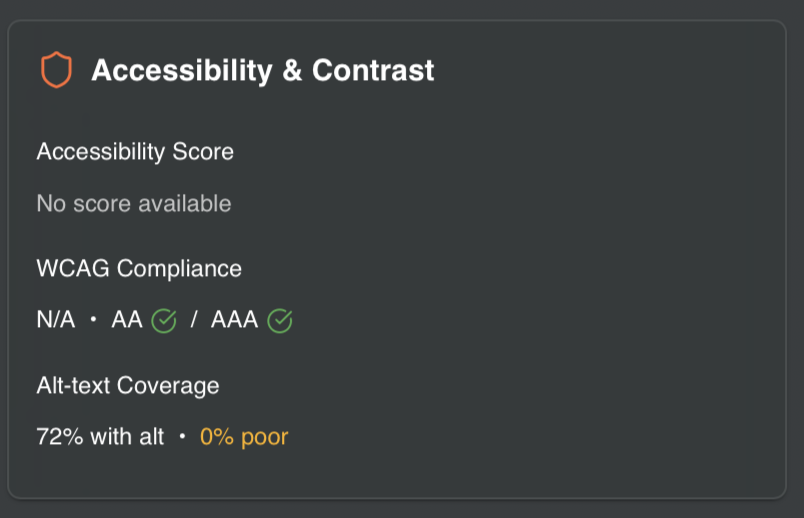 Accessibility & Contrast
Accessibility Score
No score available
WCAG Compliance
N/A • AA / AAA
Alt-text Coverage
72% with alt • 0% poor